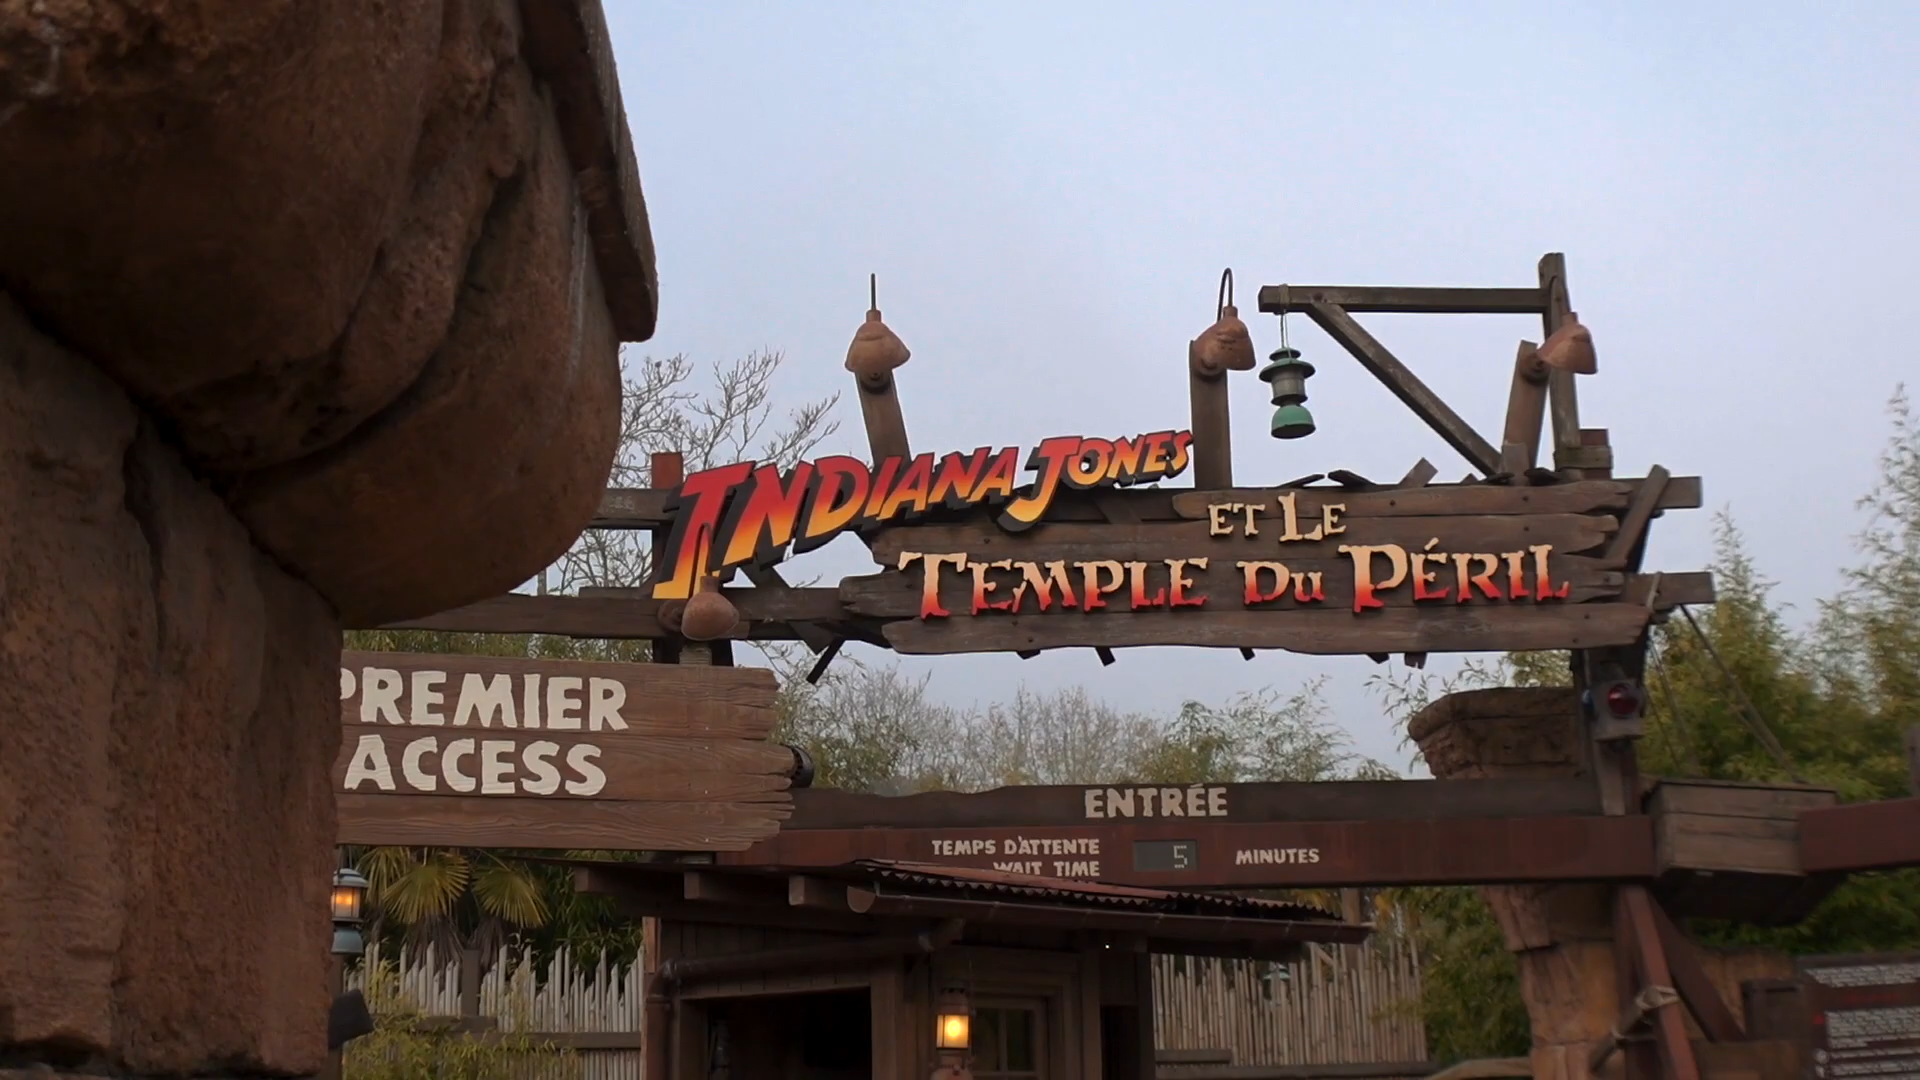 INDIANA JONES
ET LE
TEMPLE DU PÉRIL
PREMIER
ACCESS
ENTRÉE
TEMPS D'ATTENTE
WAIT TIME
5
MINUTES